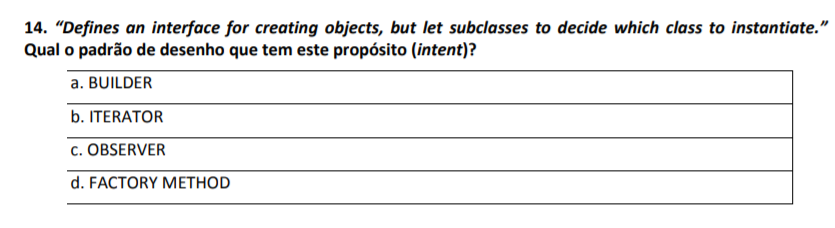 14. “Defines an interface for creating objects, but let subclasses to decide which class to instantiate.”
Qual o padrão de desenho que tem este propósito (intent)?
a. BUILDER
b. ITERATOR
c. OBSERVER
d. FACTORY METHOD